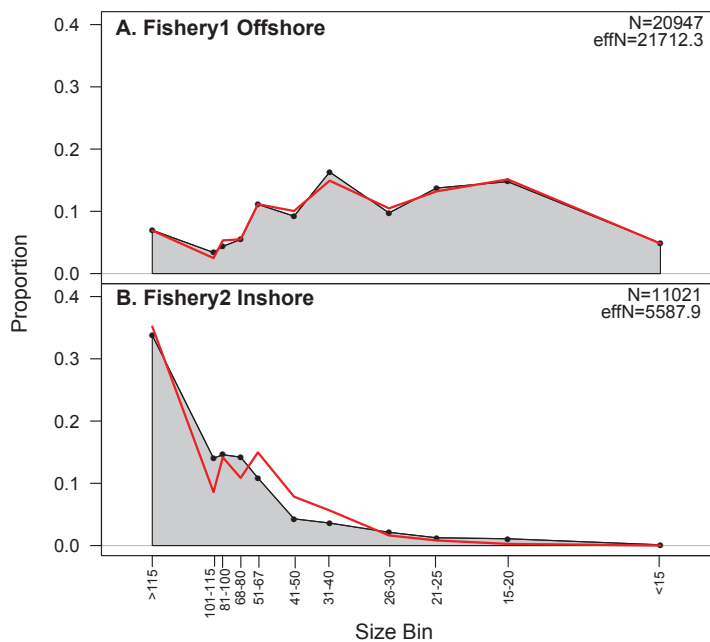 A. Fishery1 Offshore
N=20947
effN=21712.3
0.4
0.3
0.2
0.1
0.0
B. Fishery2 Inshore
N=11021
effN=5587.9
0.4
0.3
0.2
0.1
0.0
Proportion
>115
101-115
81-100
68-80
51-67
41-50
31-40
26-30
21-25
15-20
<15
Size Bin